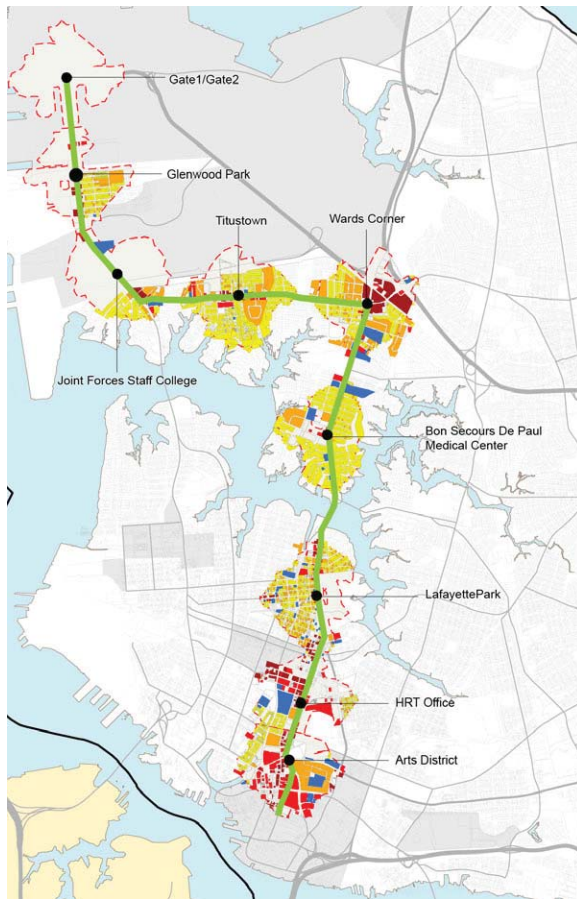 Gate1/Gate2
Glenwood Park
Titustown
Wards Corner
Joint Forces Staff College
Bon Secours De Paul
Medical Center
LafayettePark
HRT Office
Arts District